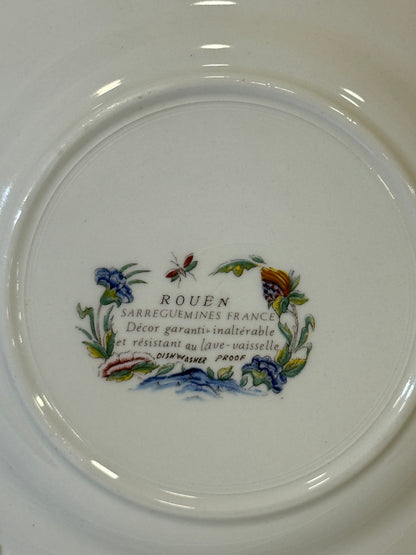 ROUEN
SARREGUEMINES FRANCE
Décor garanti inaltérable
et résistant au lave-vaisselle
DISHWASHER PROOF